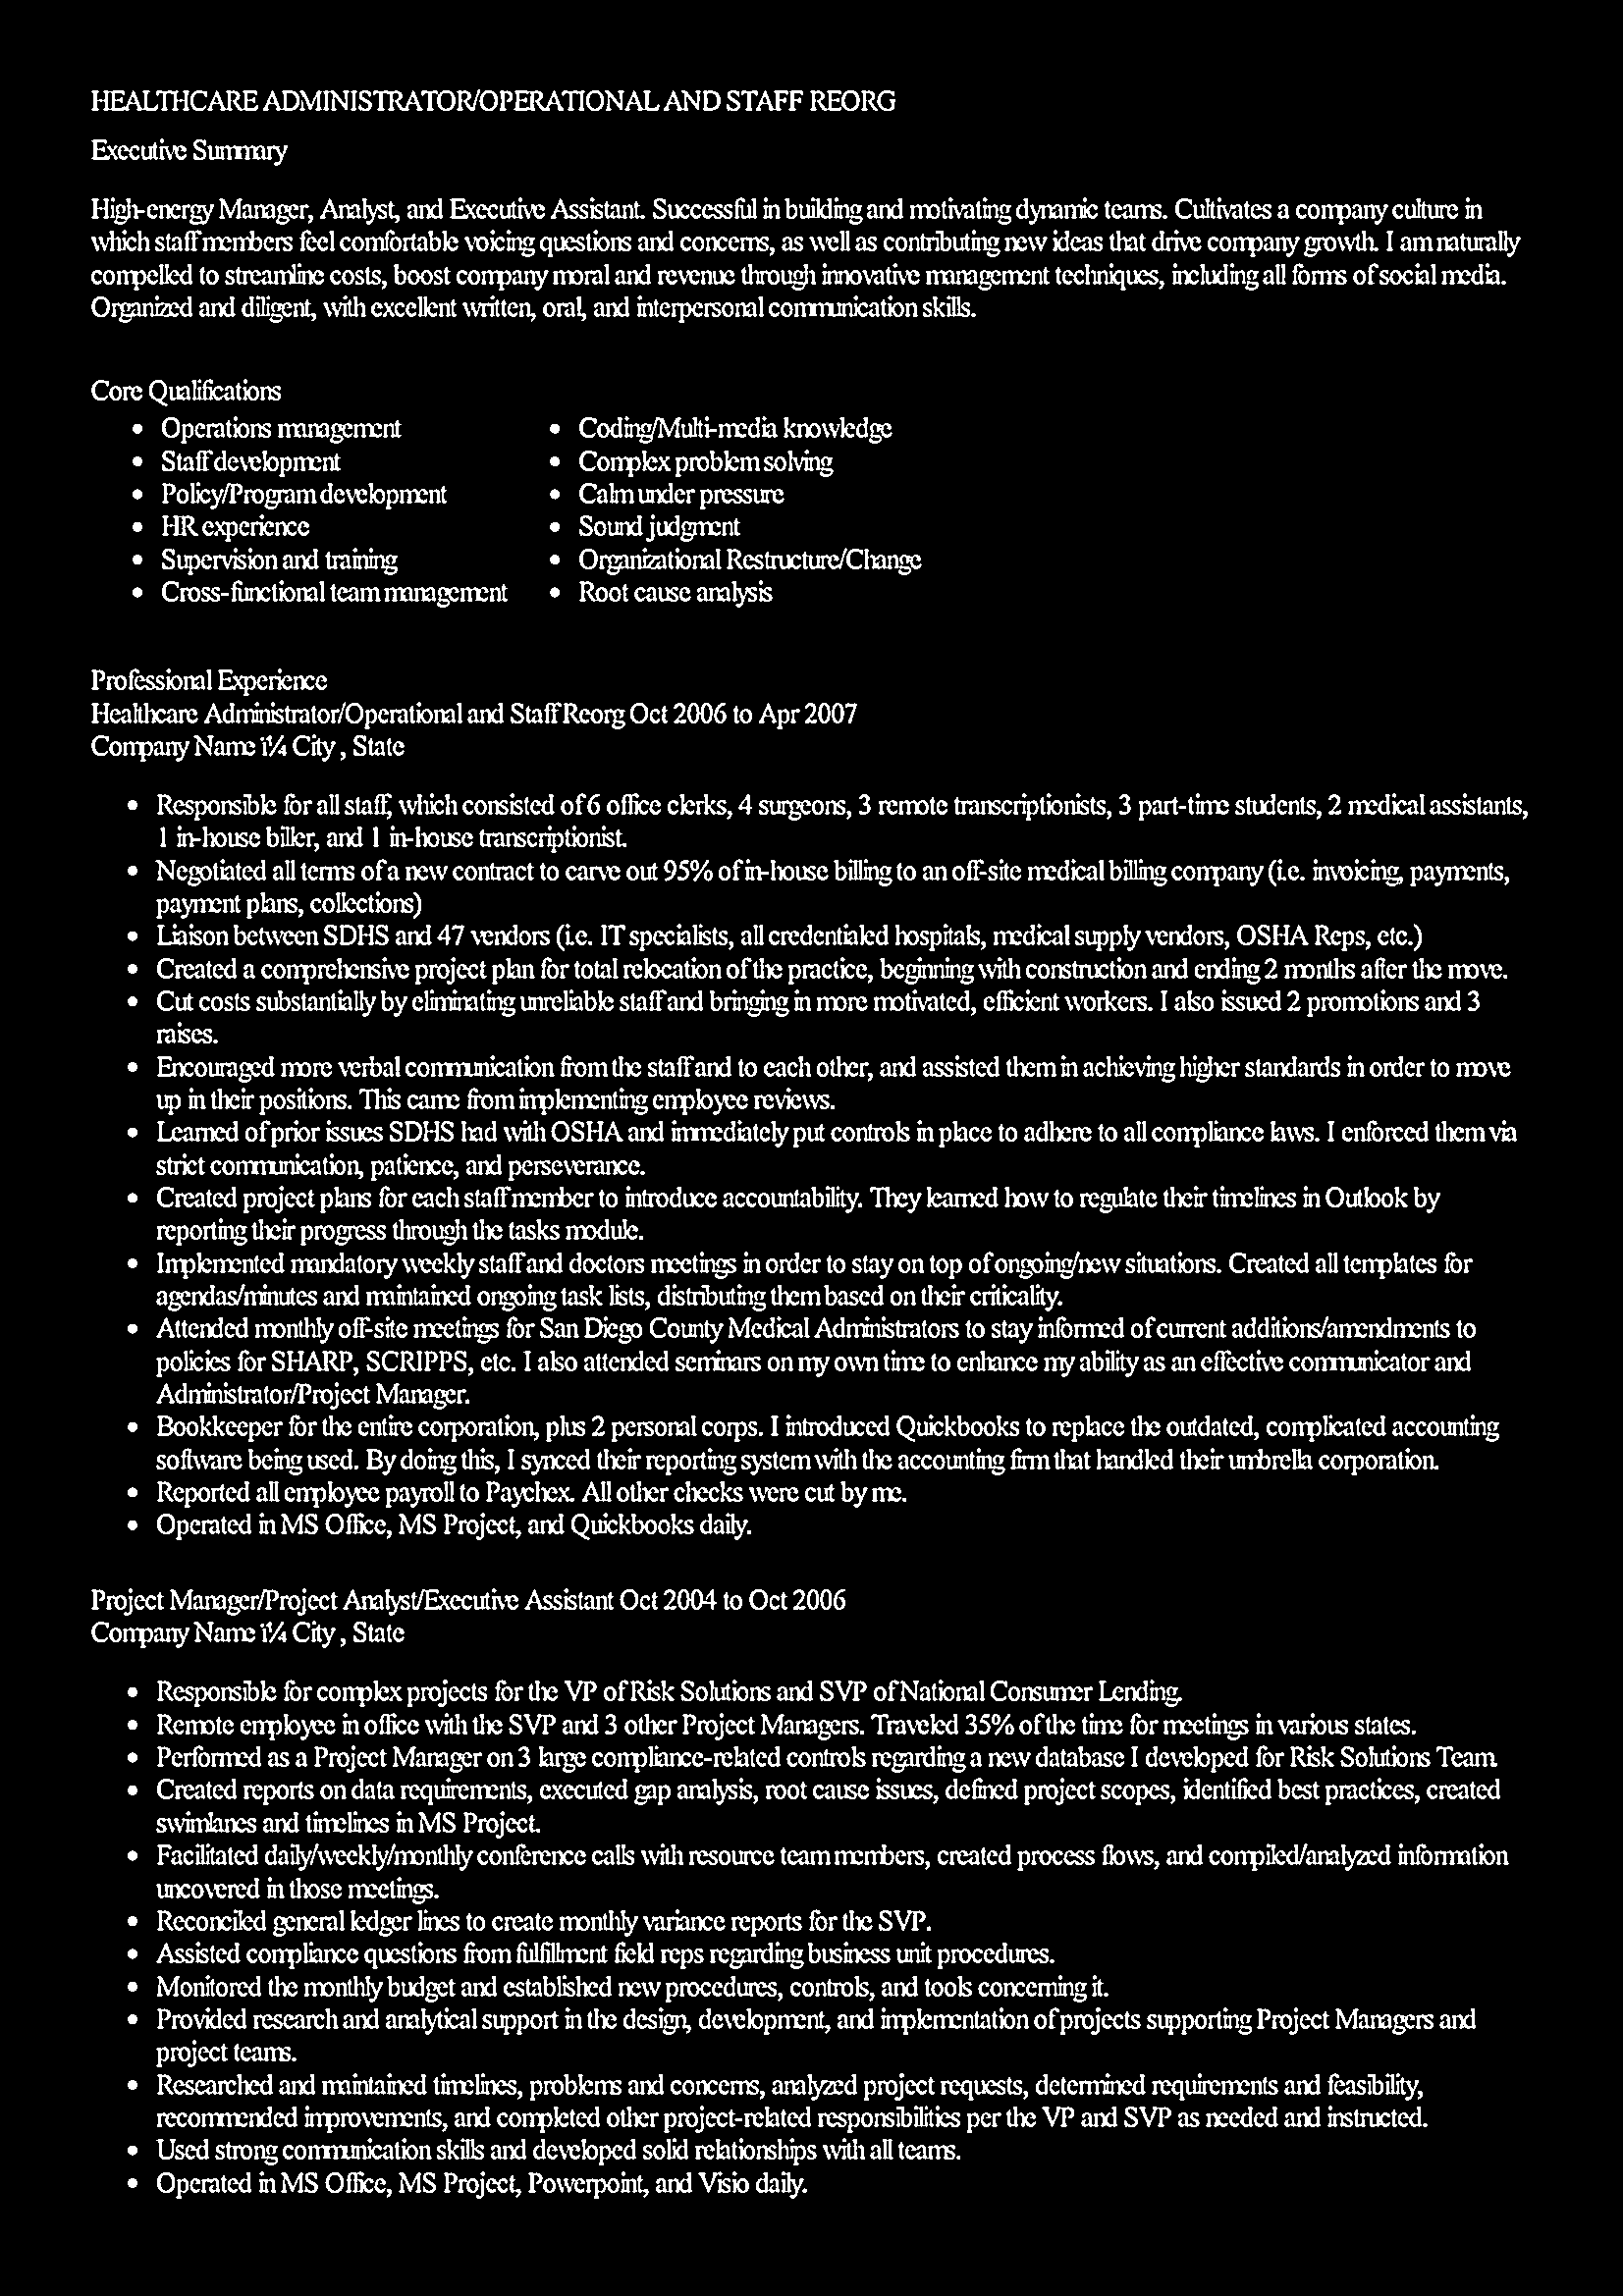 HEALTHCARE ADMINISTRATOR/OPERATIONAL AND STAFF REORG
Executive Summary
High-energy Manager, Analyst, and Executive Assistant. Successful in building and motivating dynamic teams. Cultivates a company culture in
which staff members feel comfortable voicing questions and concerns, as well as contributing new ideas that drive company growth. I am naturally
compelled to streamline costs, boost company moral and revenue through innovative management techniques, including all forms of social media.
Organized and diligent, with excellent written, oral, and interpersonal communication skills.
Core Qualifications
• Operations management
• Staff development
• Policy/Program development
• HR experience
• Supervision and training
• Cross-functional team management
• Coding/Multi-media knowledge
• Complex problem solving
• Calm under pressure
• Sound judgment
• Organizational Restructure/Change
• Root cause analysis
Professional Experience
Healthcare Administrator/Operational and Staff Reorg Oct 2006 to Apr 2007
Company Name ï¼ City , State
• Responsible for all staff, which consisted of 6 office clerks, 4 surgeons, 3 remote transcriptionists, 3 part-time students, 2 medical assistants,
1 in-house biller, and 1 in-house transcriptionist.
• Negotiated all terms of a new contract to carve out 95% of in-house billing to an off-site medical billing company (i.e. invoicing, payments,
payment plans, collections)
• Liaison between SDHS and 47 vendors (i.e. IT specialists, all credentialed hospitals, medical supply vendors, OSHA Reps, etc.)
• Created a comprehensive project plan for total relocation of the practice, beginning with construction and ending 2 months after the move.
• Cut costs substantially by eliminating unreliable staff and bringing in more motivated, efficient workers. I also issued 2 promotions and 3
raises.
• Encouraged more verbal communication from the staff and to each other, and assisted them in achieving higher standards in order to move
up in their positions. This came from implementing employee reviews.
• Learned of prior issues SDHS had with OSHA and immediately put controls in place to adhere to all compliance laws. I enforced them via
strict communication, patience, and perseverance.
• Created project plans for each staff member to introduce accountability. They learned how to regulate their timelines in Outlook by
reporting their progress through the tasks module.
• Implemented mandatory weekly staff and doctors meetings in order to stay on top of ongoing/new situations. Created all templates for
agendas/minutes and maintained ongoing task lists, distributing them based on their criticality.
• Attended monthly off-site meetings for San Diego County Medical Administrators to stay informed of current additions/amendments to
policies for SHARP, SCRIPPS, etc. I also attended seminars on my own time to enhance my ability as an effective communicator and
Administrator/Project Manager.
• Bookkeeper for the entire corporation, plus 2 personal corps. I introduced Quickbooks to replace the outdated, complicated accounting
software being used. By doing this, I synced their reporting system with the accounting firm that handled their umbrella corporation.
• Reported all employee payroll to Paychex. All other checks were cut by me.
• Operated in MS Office, MS Project, and Quickbooks daily.
Project Manager/Project Analyst/Executive Assistant Oct 2004 to Oct 2006
Company Name ï¼ City , State
• Responsible for complex projects for the VP of Risk Solutions and SVP of National Consumer Lending.
• Remote employee in office with the SVP and 3 other Project Managers. Traveled 35% of the time for meetings in various states.
• Performed as a Project Manager on 3 large compliance-related controls regarding a new database I developed for Risk Solutions Team.
• Created reports on data requirements, executed gap analysis, root cause issues, defined project scopes, identified best practices, created
swimlanes and timelines in MS Project.
• Facilitated daily/weekly/monthly conference calls with resource team members, created process flows, and compiled/analyzed information
uncovered in those meetings.
• Reconciled general ledger lines to create monthly variance reports for the SVP.
• Assisted compliance questions from fulfillment field reps regarding business unit procedures.
• Monitored the monthly budget and established new procedures, controls, and tools concerning it.
• Provided research and analytical support in the design, development, and implementation of projects supporting Project Managers and
project teams.
• Researched and maintained timelines, problems and concerns, analyzed project requests, determined requirements and feasibility,
recommended improvements, and completed other project-related responsibilities per the VP and SVP as needed and instructed.
• Used strong communication skills and developed solid relationships with all teams.
• Operated in MS Office, MS Project, Powerpoint, and Visio daily.